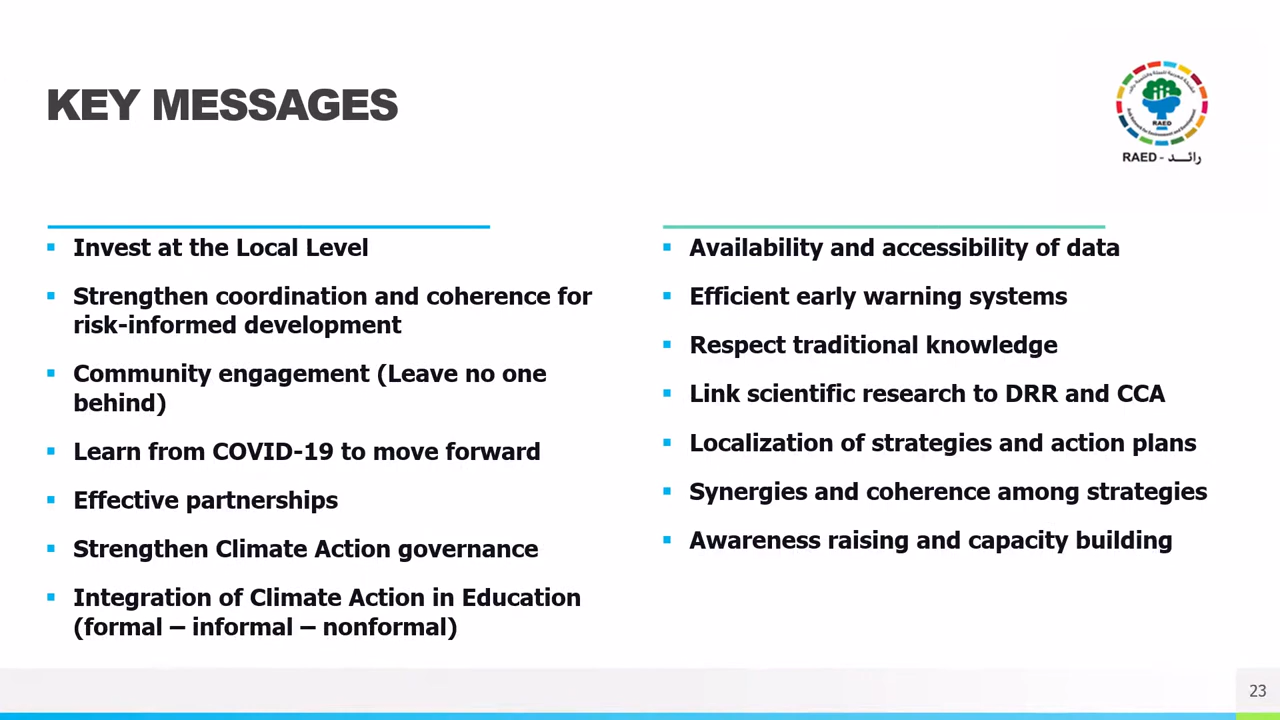 KEY MESSAGES
RAED
RAED - رائـــد
Invest at the Local Level
Strengthen coordination and coherence for
risk-informed development
Community engagement (Leave no one
behind)
Learn from COVID-19 to move forward
Effective partnerships
Strengthen Climate Action governance
Integration of Climate Action in Education
(formal – informal – nonformal)
Availability and accessibility of data
Efficient early warning systems
Respect traditional knowledge
Link scientific research to DRR and CCA
Localization of strategies and action plans
Synergies and coherence among strategies
Awareness raising and capacity building
23